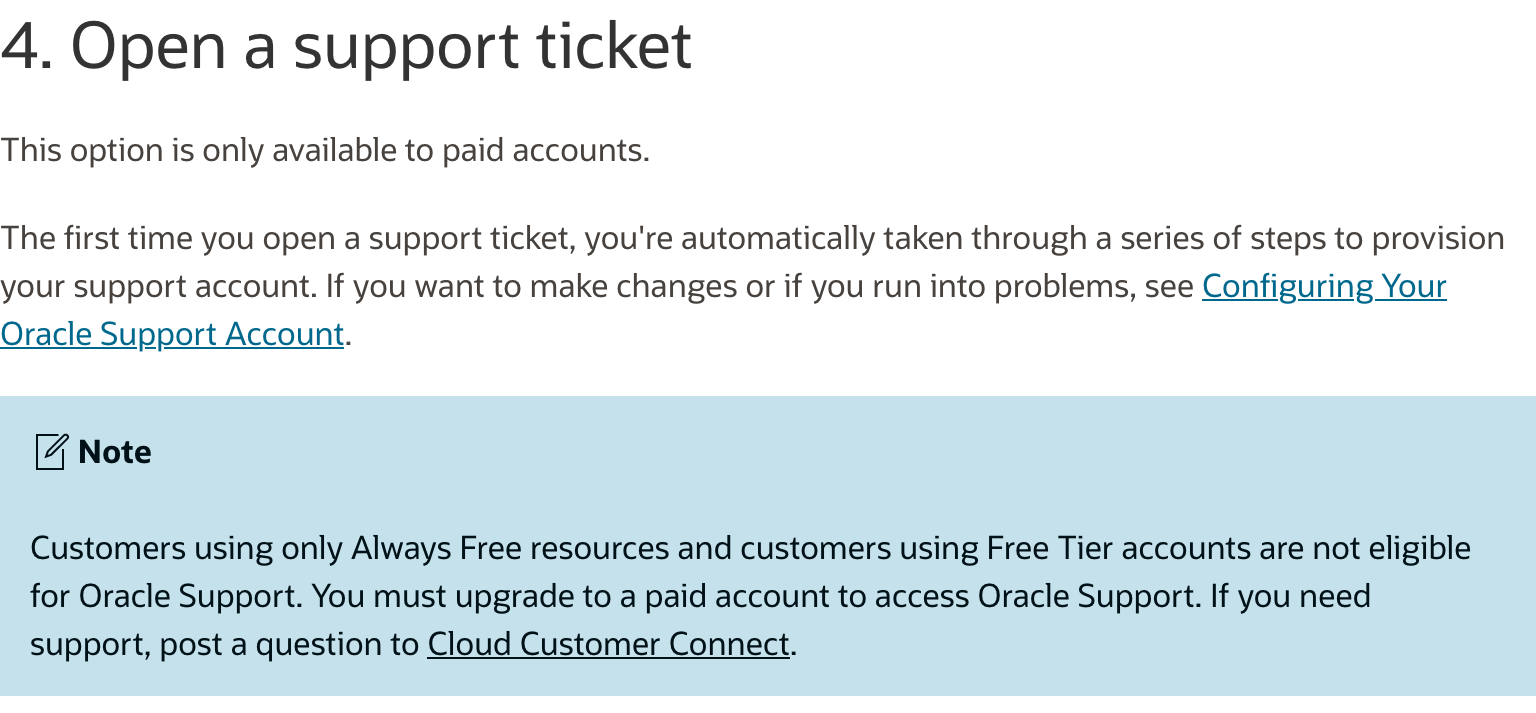 4. Open a support ticket
This option is only available to paid accounts.
The first time you open a support ticket, you're automatically taken through a series of steps to provision
your support account. If you want to make changes or if you run into problems, see Configuring Your
Oracle Support Account.
Note
Customers using only Always Free resources and customers using Free Tier accounts are not eligible
for Oracle Support. You must upgrade to a paid account to access Oracle Support. If you need
support, post a question to Cloud Customer Connect.